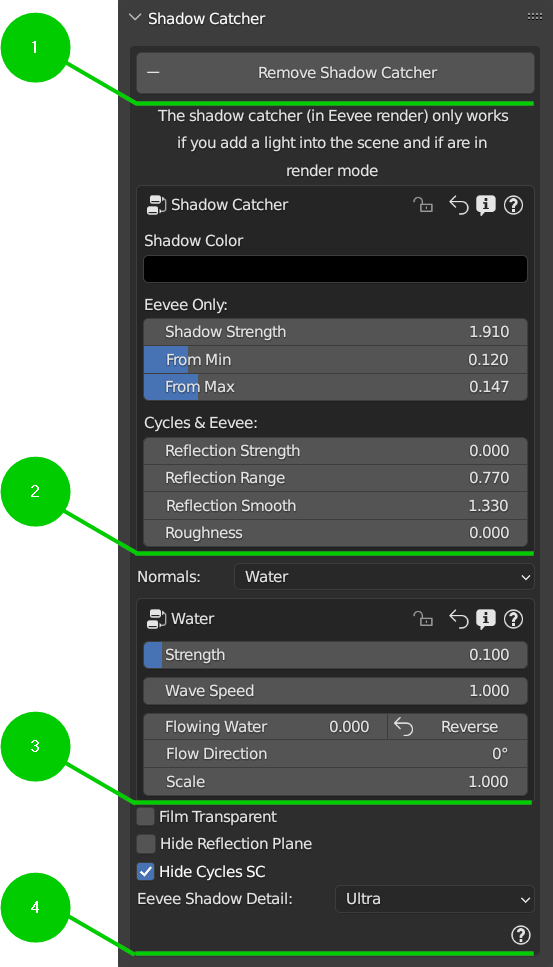 Shadow Catcher
1
Remove Shadow Catcher
The shadow catcher (in Eevee render) only works
if you add a light into the scene and if are in
render mode
Shadow Catcher
Shadow Color
Eevee Only:
Shadow Strength 1.910
From Min 0.120
From Max 0.147
Cycles & Eevee:
Reflection Strength 0.000
Reflection Range 0.770
2
Reflection Smooth 1.330
Roughness 0.000
Normals: Water
Water
Strength 0.100
Wave Speed 1.000
Flowing Water 0.000 Reverse
3
Flow Direction 0°
Scale 1.000
Film Transparent
Hide Reflection Plane
Hide Cycles SC
Eevee Shadow Detail: Ultra
4